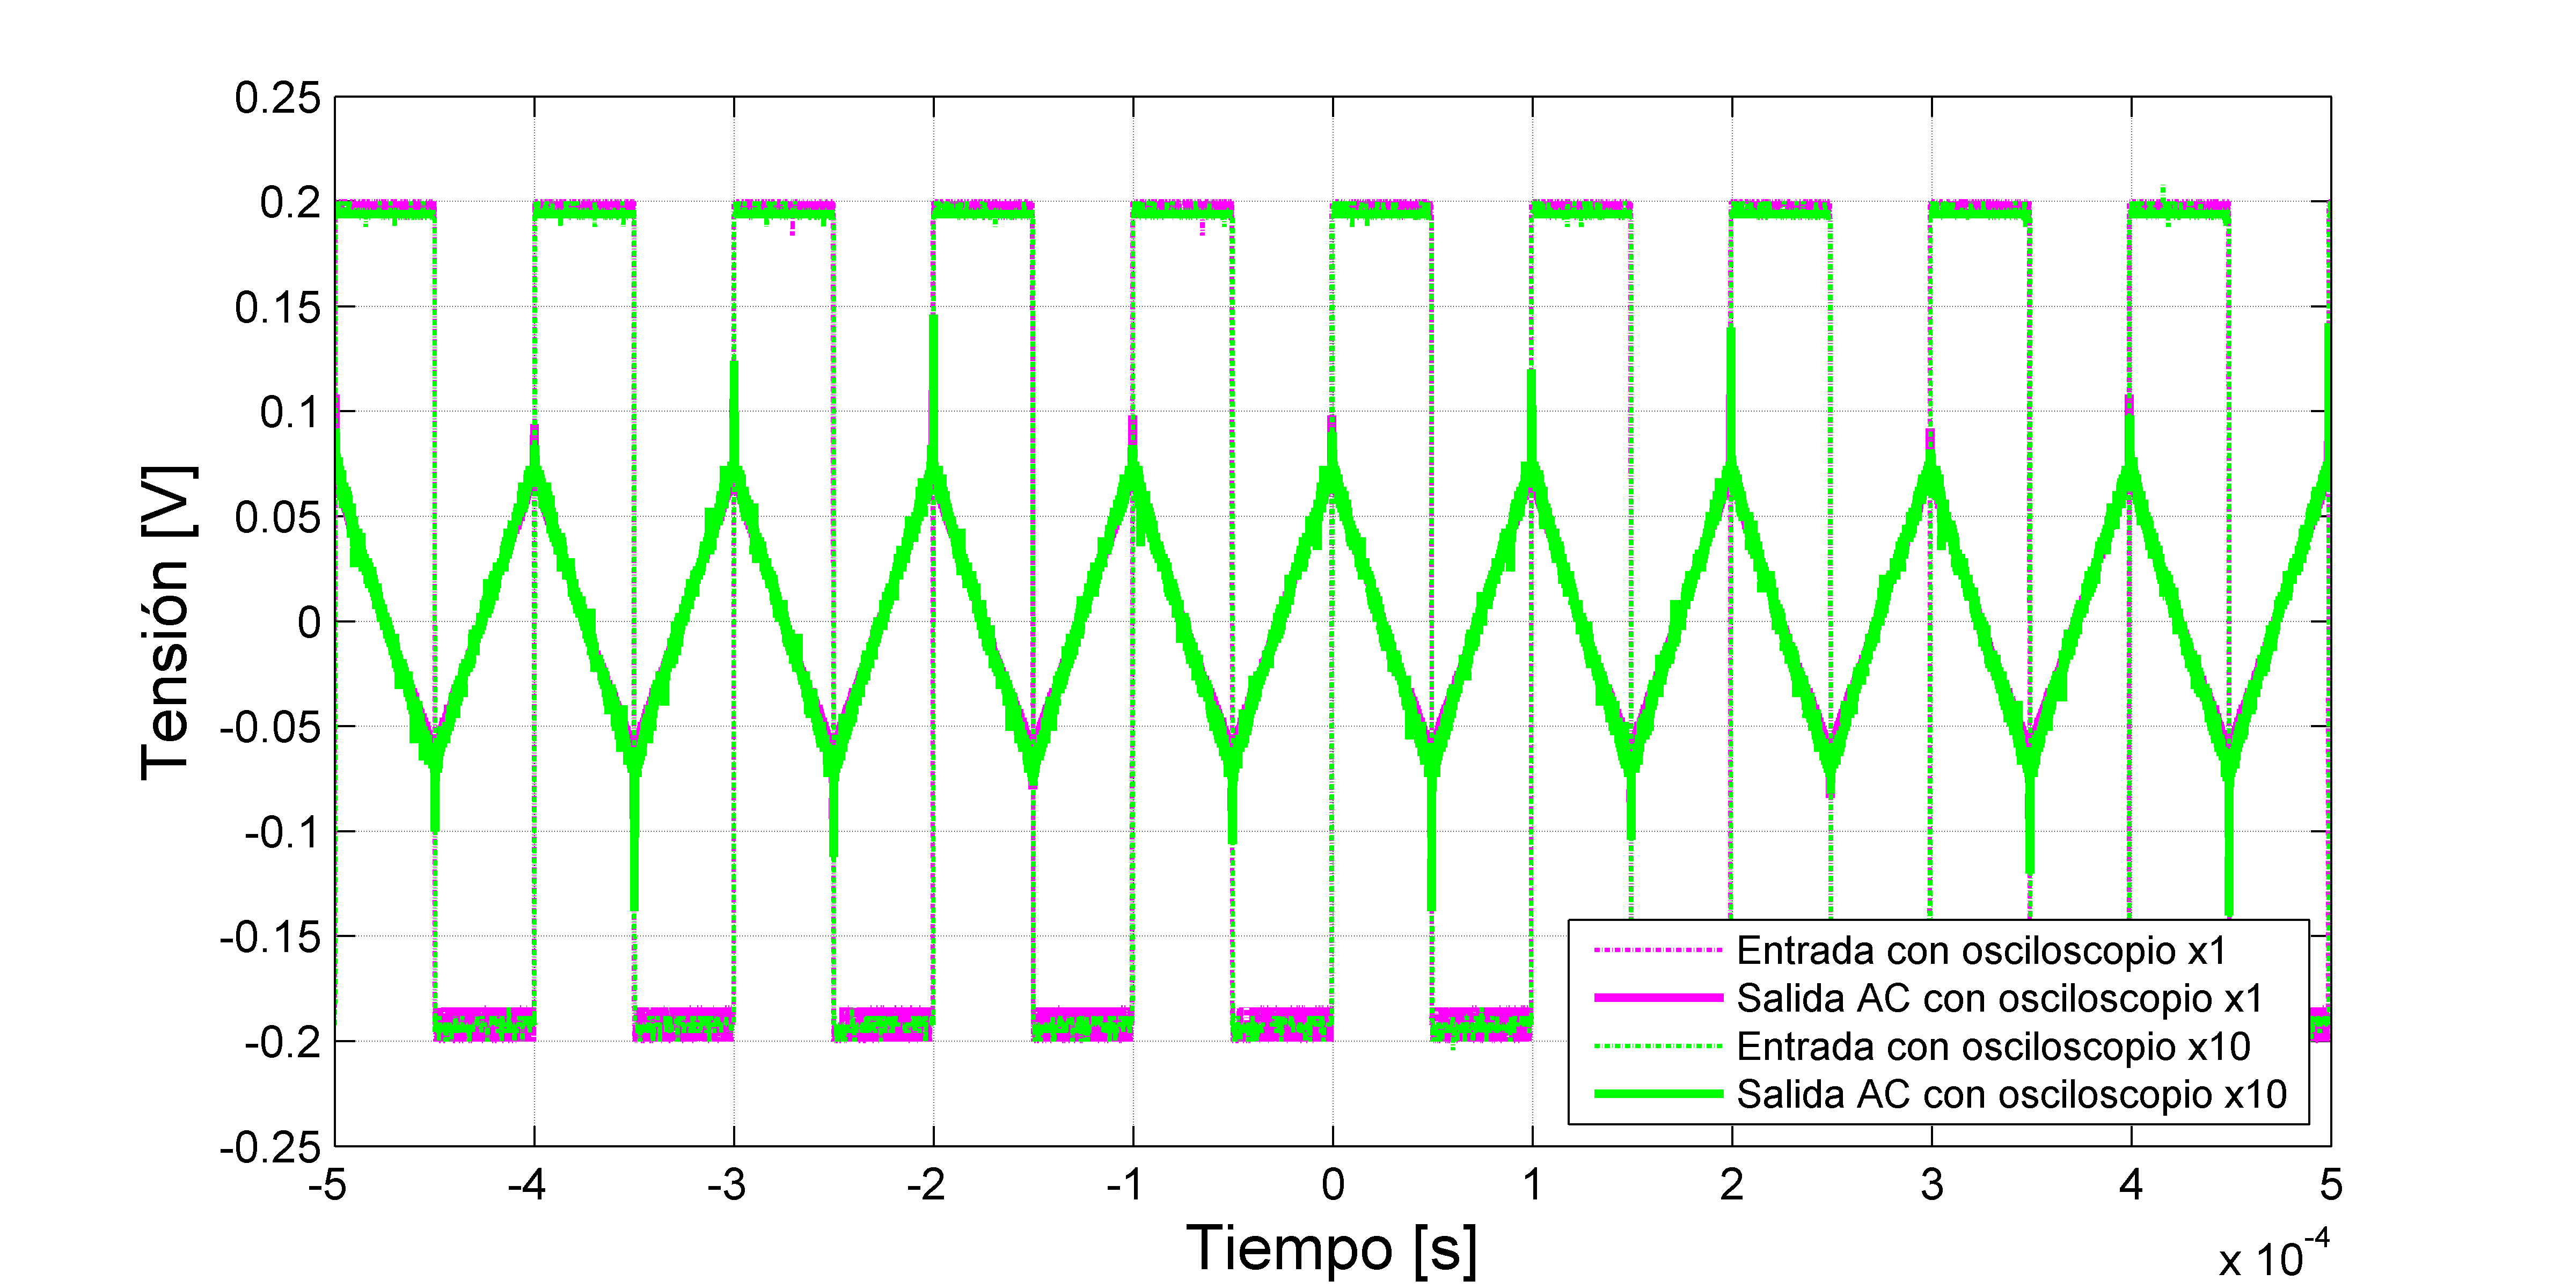 Tensión [V]
0.25
0.2
0.15
0.1
0.05
0
-0.05
-0.1
-0.15
-0.2
-0.25
Entrada con osciloscopio x1
Salida AC con osciloscopio x1
Entrada con osciloscopio x10
Salida AC con osciloscopio x10
-5 -4 -3 -2 -1 0 1 2 3 4 5
Tiempo [s]
x 10⁻⁴